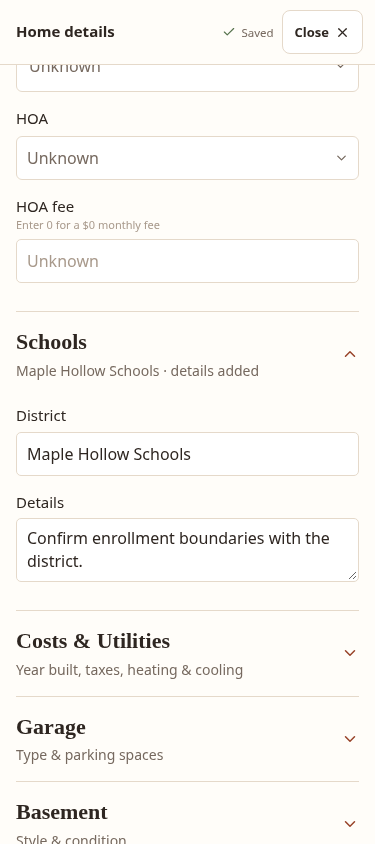 Home details
Saved
Close
Unknown
HOA
Unknown
HOA fee
Enter 0 for a $0 monthly fee
Unknown
Schools
Maple Hollow Schools · details added
District
Maple Hollow Schools
Details
Confirm enrollment boundaries with the
district.
Costs & Utilities
Year built, taxes, heating & cooling
Garage
Type & parking spaces
Basement
Style & condition